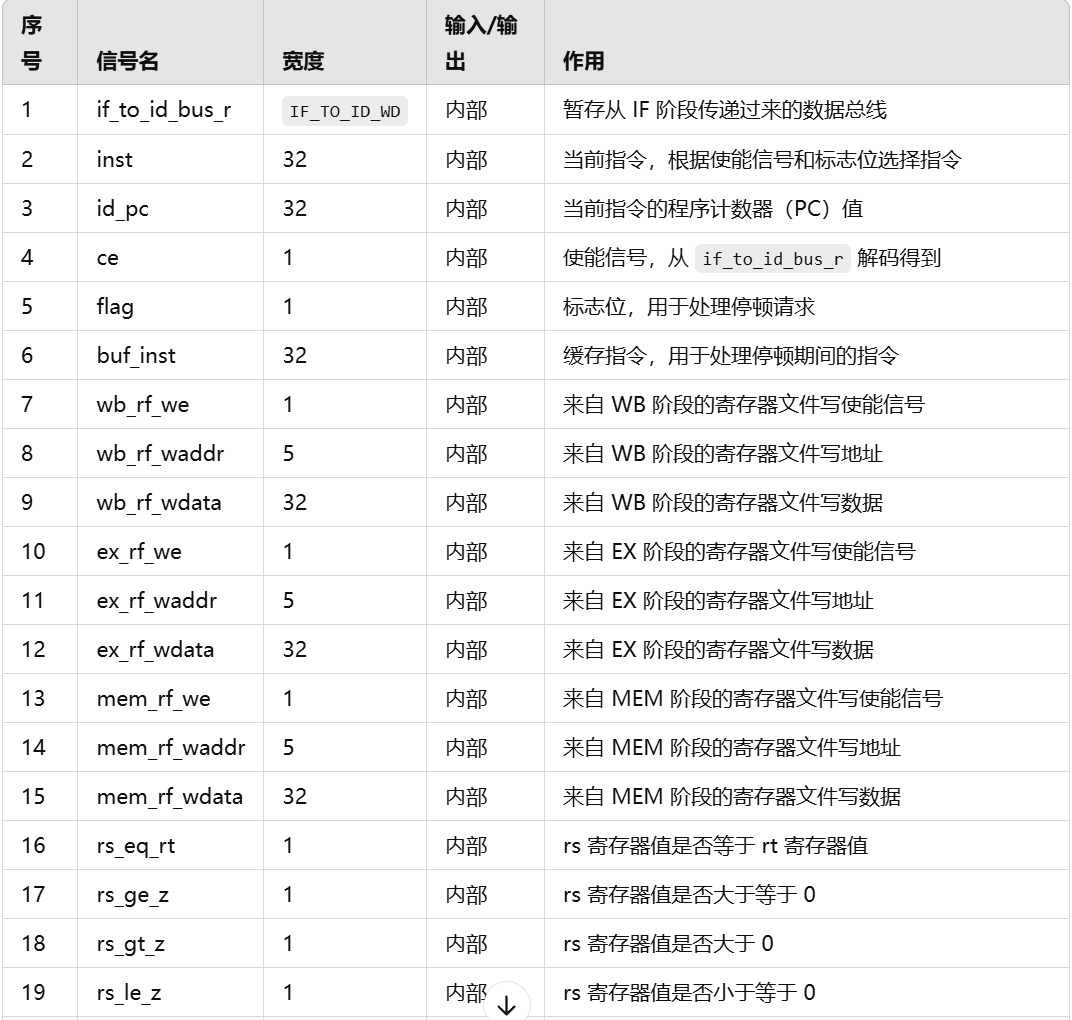 序号 信号名 宽度 输入/输出 作用
1 if_to_id_bus_r IF_TO_ID_WD 内部 暂存从 IF 阶段传递过来的数据总线
2 inst 32 内部 当前指令，根据使能信号和标志位选择指令
3 id_pc 32 内部 当前指令的程序计数器（PC）值
4 ce 1 内部 使能信号，从 if_to_id_bus_r 解码得到
5 flag 1 内部 标志位，用于处理停顿请求
6 buf_inst 32 内部 缓存指令，用于处理停顿期间的指令
7 wb_rf_we 1 内部 来自 WB 阶段的寄存器文件写使能信号
8 wb_rf_waddr 5 内部 来自 WB 阶段的寄存器文件写地址
9 wb_rf_wdata 32 内部 来自 WB 阶段的寄存器文件写数据
10 ex_rf_we 1 内部 来自 EX 阶段的寄存器文件写使能信号
11 ex_rf_waddr 5 内部 来自 EX 阶段的寄存器文件写地址
12 ex_rf_wdata 32 内部 来自 EX 阶段的寄存器文件写数据
13 mem_rf_we 1 内部 来自 MEM 阶段的寄存器文件写使能信号
14 mem_rf_waddr 5 内部 来自 MEM 阶段的寄存器文件写地址
15 mem_rf_wdata 32 内部 来自 MEM 阶段的寄存器文件写数据
16 rs_eq_rt 1 内部 rs 寄存器值是否等于 rt 寄存器值
17 rs_ge_z 1 内部 rs 寄存器值是否大于等于 0
18 rs_gt_z 1 内部 rs 寄存器值是否大于 0
19 rs_le_z 1 内部 rs 寄存器值是否小于等于 0